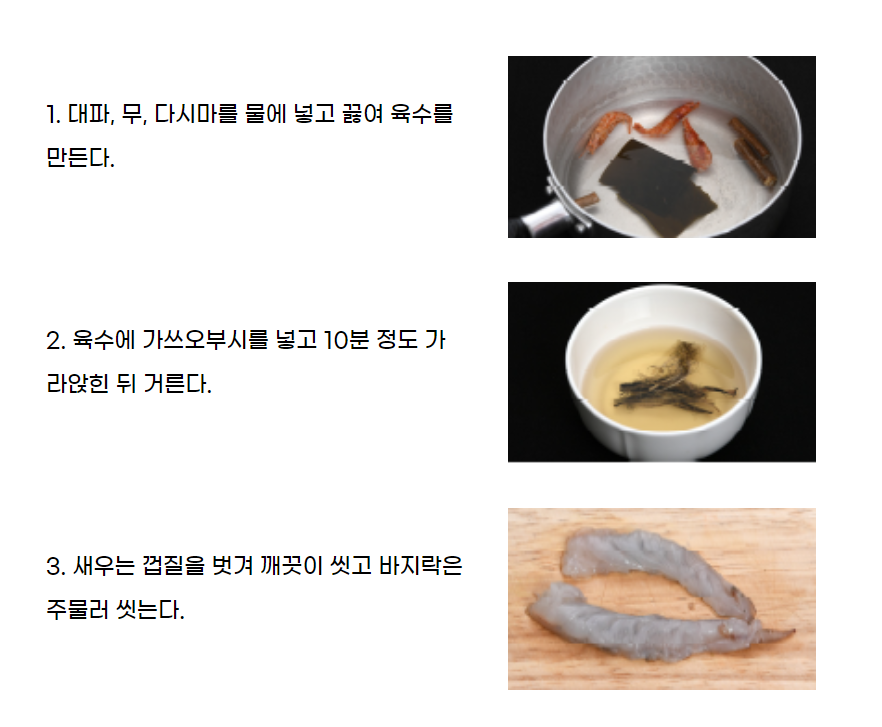 1. 대파, 무, 다시마를 물에 넣고 끓여 육수를
만든다.
2. 육수에 가쓰오부시를 넣고 10분 정도 가
라앉힌 뒤 거른다.
3. 새우는 껍질을 벗겨 깨끗이 씻고 바지락은
주물러 씻는다.